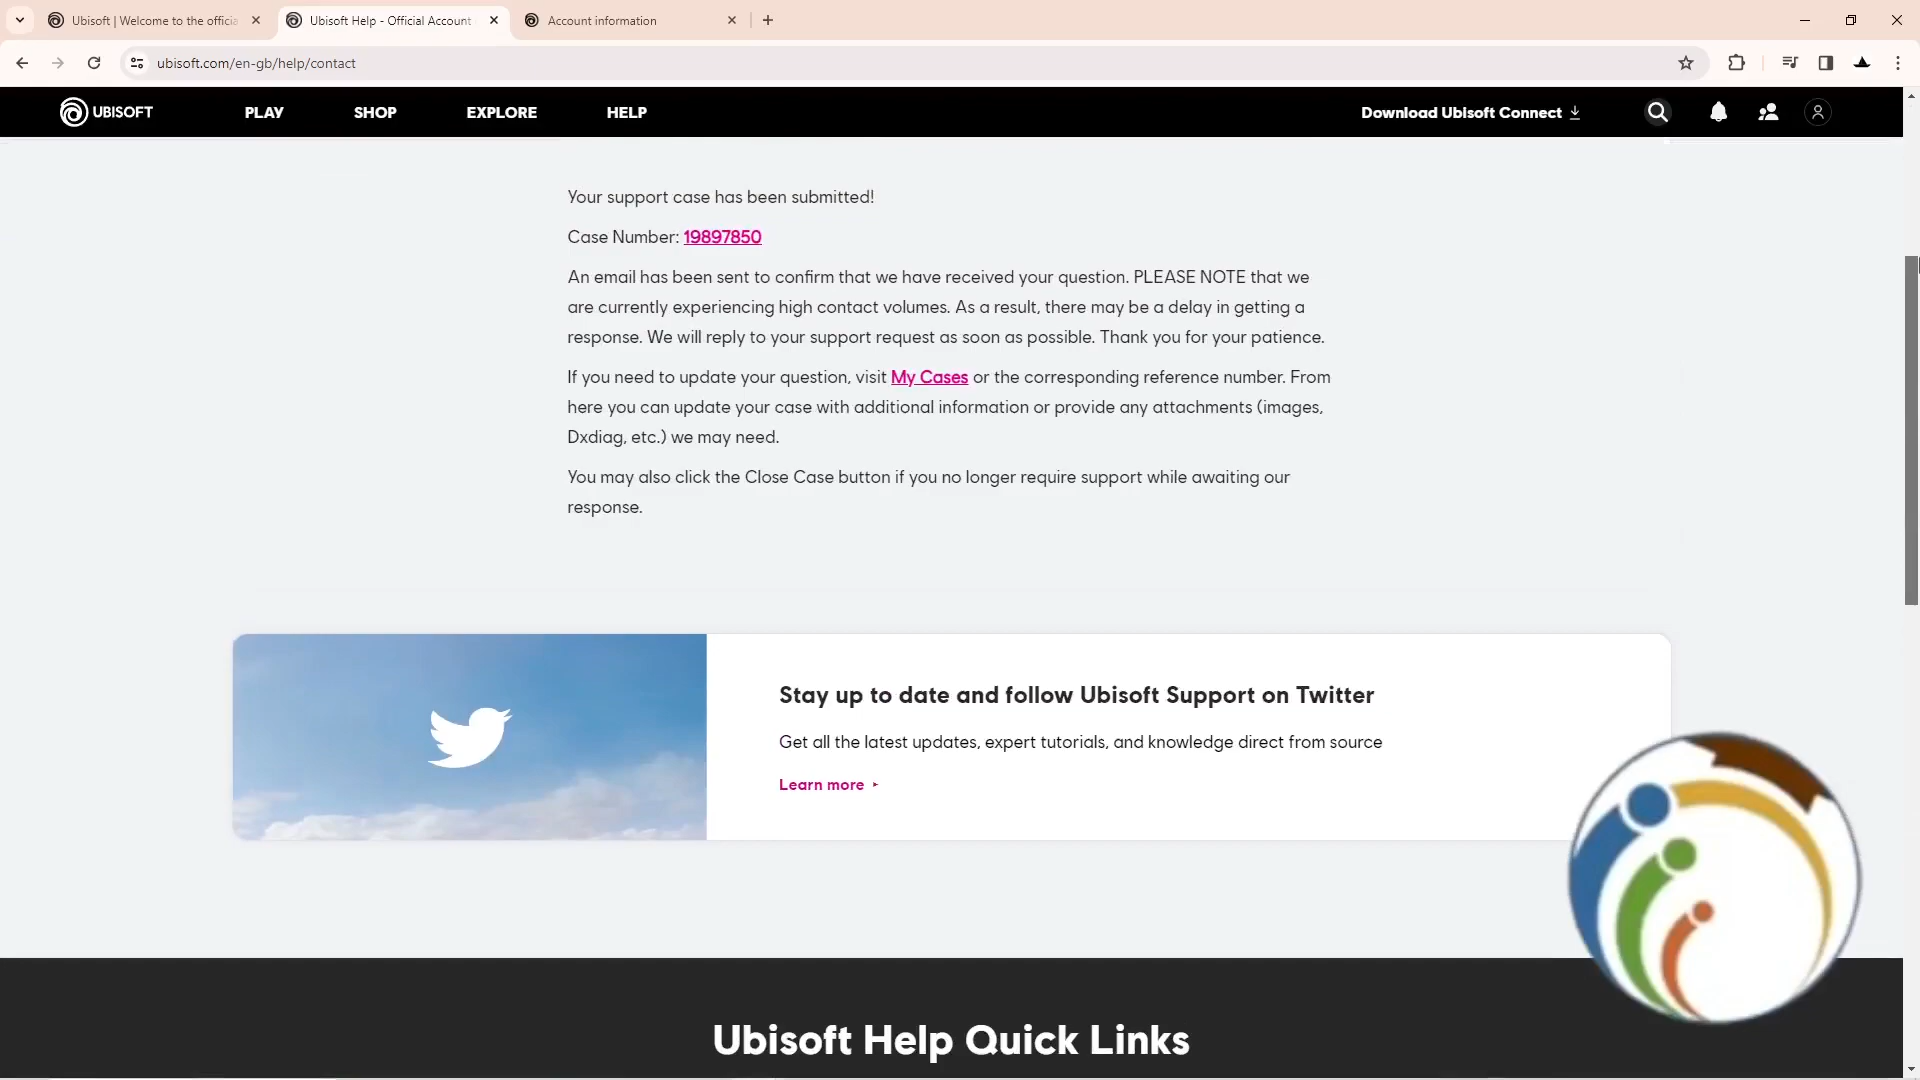 Ubisoft | Welcome to the officia
Ubisoft Help - Official Account
Account information
ubisoft.com/en-gb/help/contact
UBISOFT
PLAY
SHOP
EXPLORE
HELP
Download Ubisoft Connect
Your support case has been submitted!
Case Number: 19897850
An email has been sent to confirm that we have received your question. PLEASE NOTE that we
are currently experiencing high contact volumes. As a result, there may be a delay in getting a
response. We will reply to your support request as soon as possible. Thank you for your patience.
If you need to update your question, visit My Cases or the corresponding reference number. From
here you can update your case with additional information or provide any attachments (images,
Dxdiag, etc.) we may need.
You may also click the Close Case button if you no longer require support while awaiting our
response.
Stay up to date and follow Ubisoft Support on Twitter
Get all the latest updates, expert tutorials, and knowledge direct from source
Learn more
Ubisoft Help Quick Links